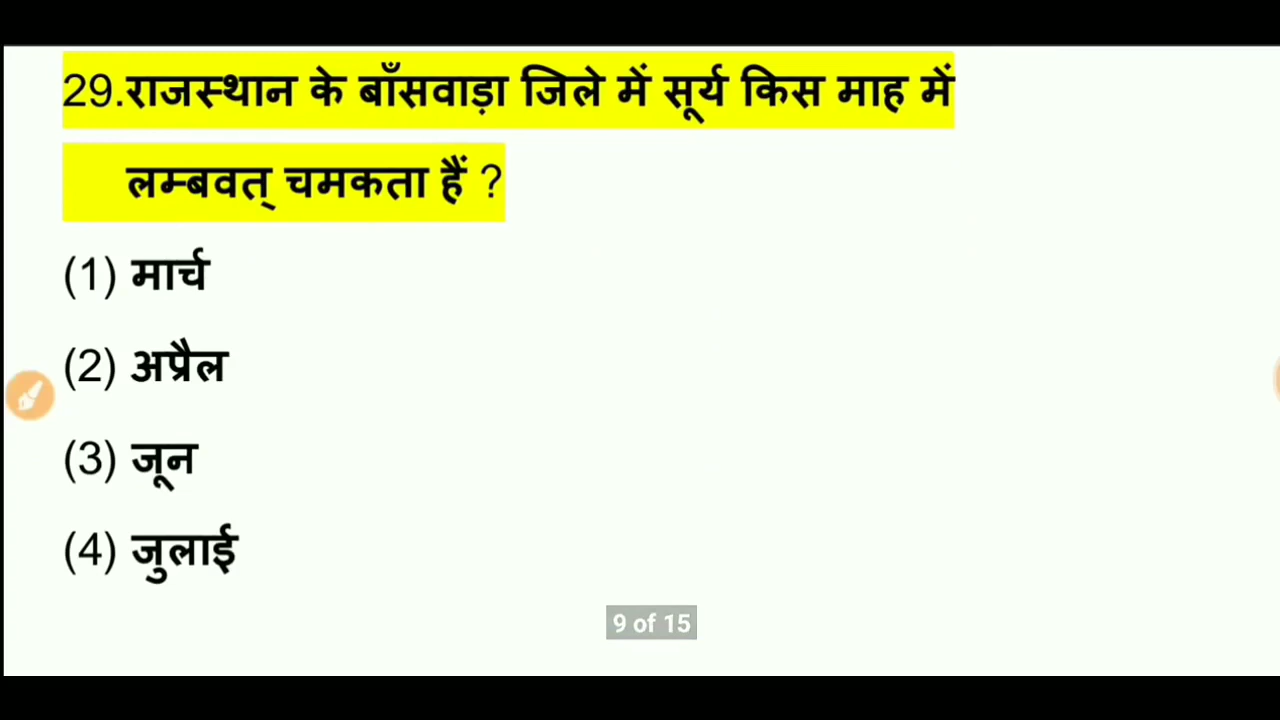 29.राजस्थान के बाँसवाड़ा जिले में सूर्य किस माह में
लम्बवत् चमकता हैं ?
(1) मार्च
(2) अप्रैल
(3) जून
(4) जुलाई
9 of 15